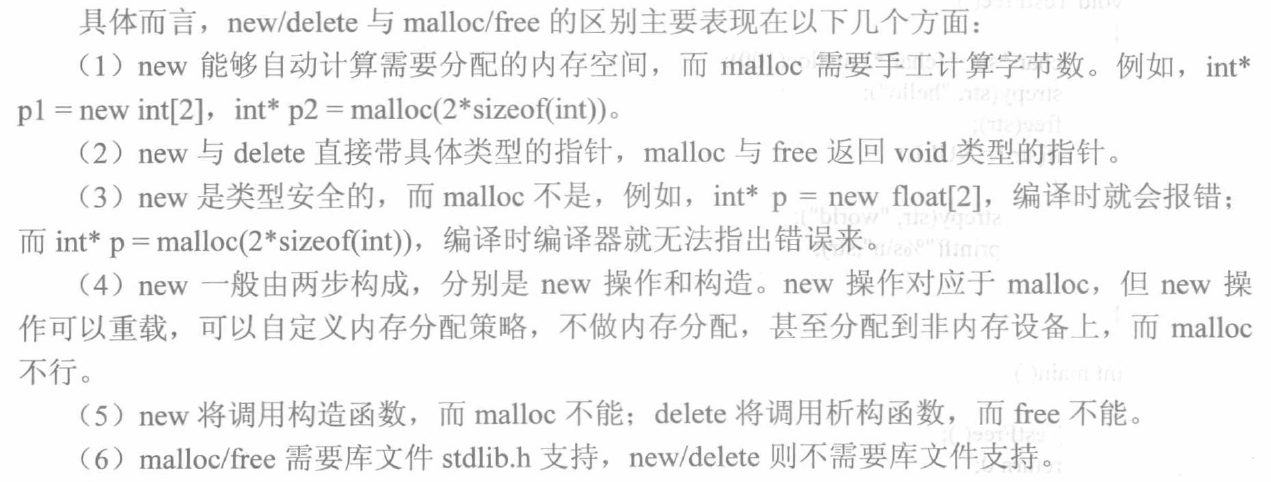 具体而言，new/delete 与 malloc/free 的区别主要表现在以下几个方面：
（1）new 能够自动计算需要分配的内存空间，而 malloc 需要手工计算字节数。例如，int*
p1 = new int[2]，int* p2 = malloc(2*sizeof(int))。
（2）new 与 delete 直接带具体类型的指针，malloc 与 free 返回 void 类型的指针。
（3）new 是类型安全的，而 malloc 不是，例如，int* p = new float[2]，编译时就会报错；
而 int* p = malloc(2*sizeof(int))，编译时编译器就无法指出错误来。
（4）new 一般由两步构成，分别是 new 操作和构造。new 操作对应于 malloc，但 new 操
作可以重载，可以自定义内存分配策略，不做内存分配，甚至分配到非内存设备上，而 malloc
不行。
（5）new 将调用构造函数，而 malloc 不能；delete 将调用析构函数，而 free 不能。
（6）malloc/free 需要库文件 stdlib.h 支持，new/delete 则不需要库文件支持。